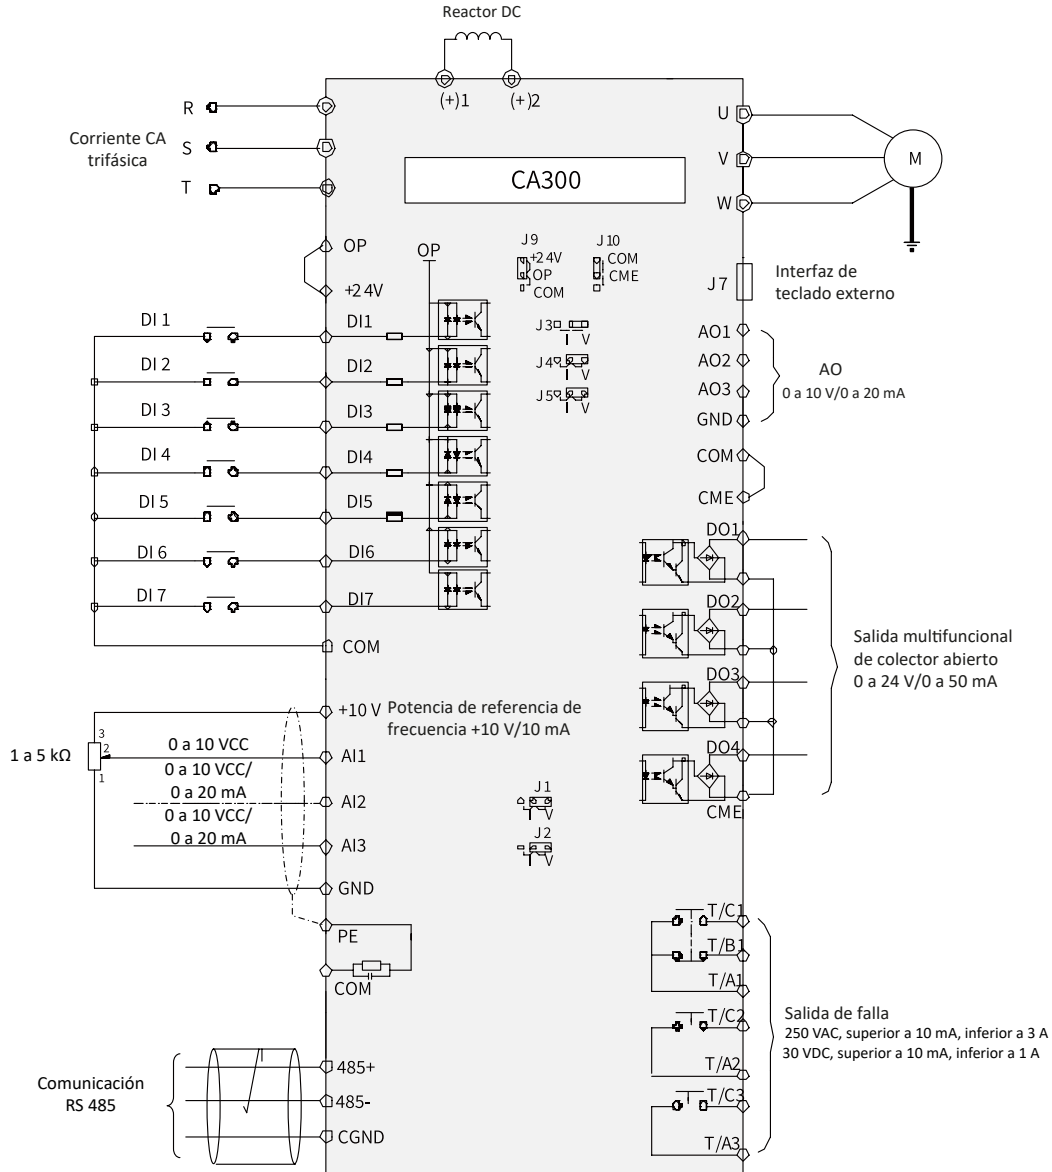 Reactor DC
(+)1
(+)2
R
S
T
Corriente CA
trifásica
CA300
U
V
W
M
OP
+24V
OP
J9
+24V
OP
COM
J10
COM
CME
J7
Interfaz de
teclado externo
J3
I V
J4
I V
J5
I V
DI 1
DI1
DI 2
DI2
DI 3
DI3
DI 4
DI4
DI 5
DI5
DI 6
DI6
DI 7
DI7
COM
AO1
AO2
AO3
GND
AO
0 a 10 V/0 a 20 mA
COM
CME
DO1
DO2
DO3
DO4
CME
Salida multifuncional
de colector abierto
0 a 24 V/0 a 50 mA
+10 V
Potencia de referencia de
frecuencia +10 V/10 mA
1 a 5 kΩ
3
2
1
0 a 10 VCC
AI1
0 a 10 VCC/
0 a 20 mA
AI2
0 a 10 VCC/
0 a 20 mA
AI3
GND
J1
I V
J2
I V
PE
COM
T/C1
T/B1
T/A1
T/C2
T/A2
T/C3
T/A3
Salida de falla
250 VAC, superior a 10 mA, inferior a 3 A
30 VDC, superior a 10 mA, inferior a 1 A
Comunicación
RS 485
485+
485-
CGND